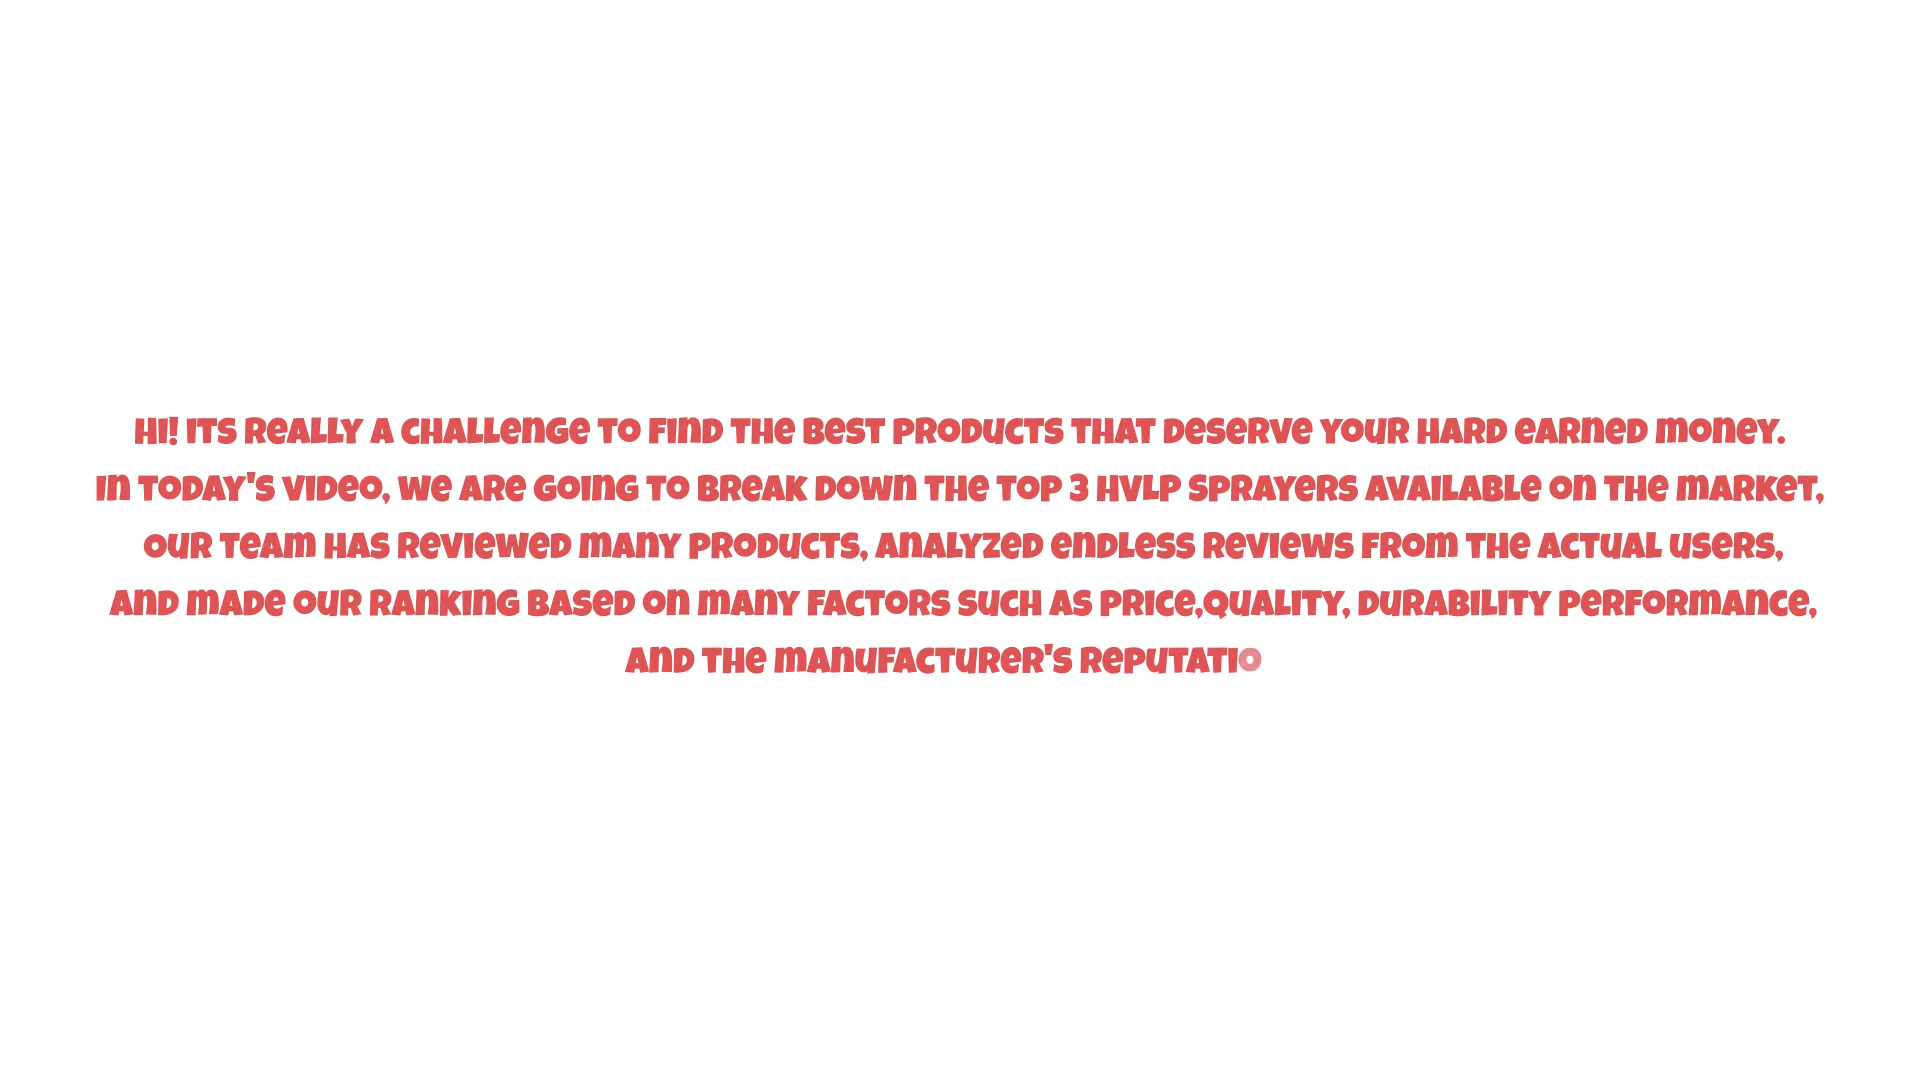 Hi! Its really a challenge to find the best products that deserve your hard earned money.
In today's video, we are going to break down the top 3 HVLP Sprayers available on the market,
our team has reviewed many products, analyzed endless reviews from the actual users,
and made our ranking based on many factors such as price,quality, durability performance,
and the manufacturer's reputatio